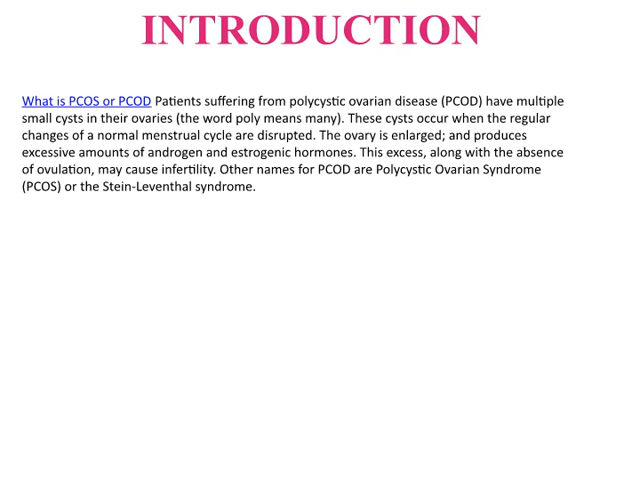 INTRODUCTION
What is PCOS or PCOD Patients suffering from polycystic ovarian disease (PCOD) have multiple
small cysts in their ovaries (the word poly means many). These cysts occur when the regular
changes of a normal menstrual cycle are disrupted. The ovary is enlarged; and produces
excessive amounts of androgen and estrogenic hormones. This excess, along with the absence
of ovulation, may cause infertility. Other names for PCOD are Polycystic Ovarian Syndrome
(PCOS) or the Stein-Leventhal syndrome.